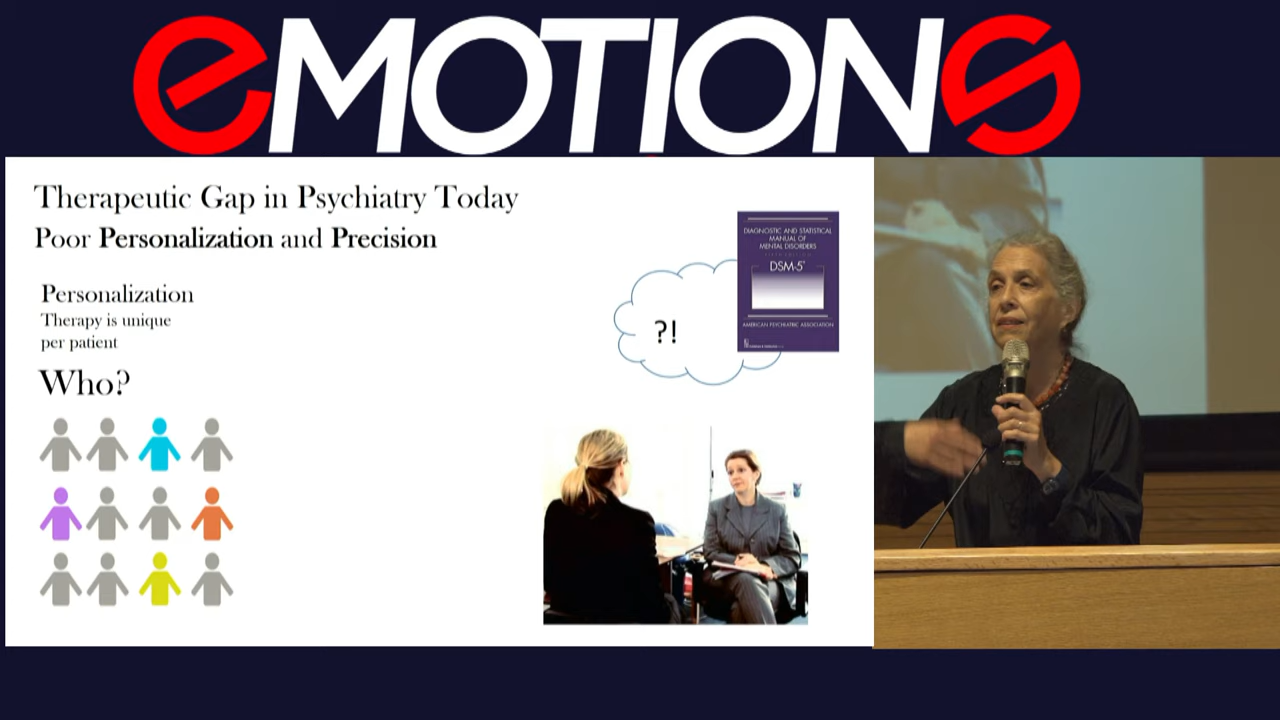 eMOTIONS
Therapeutic Gap in Psychiatry Today
Poor Personalization and Precision
Personalization
Therapy is unique
per patient
Who?
?!
DIAGNOSTIC AND STATISTICAL
MANUAL OF
MENTAL DISORDERS
DSM-5
AMERICAN PSYCHIATRIC ASSOCIATION